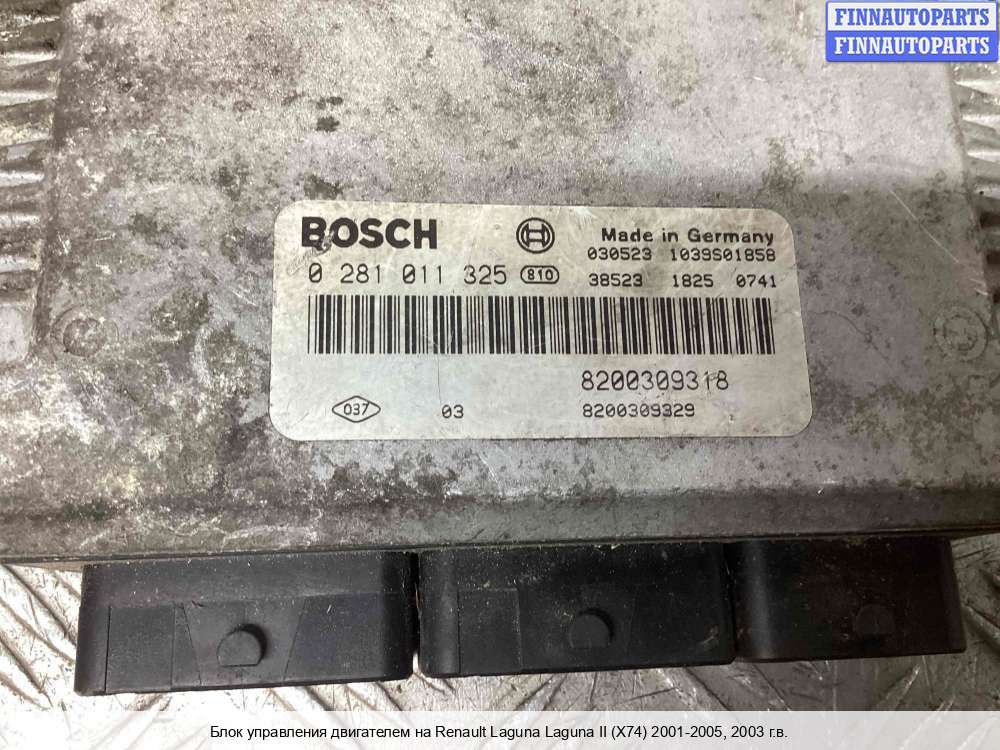 FINNAUTOPARTS
FINNAUTOPARTS
BOSCH
Made in Germany
030523 1039S01858
0 281 011 325 810
38523 1825 0741
8200309318
037 03 8200309329
Блок управления двигателем на Renault Laguna Laguna II (X74) 2001-2005, 2003 г.в.